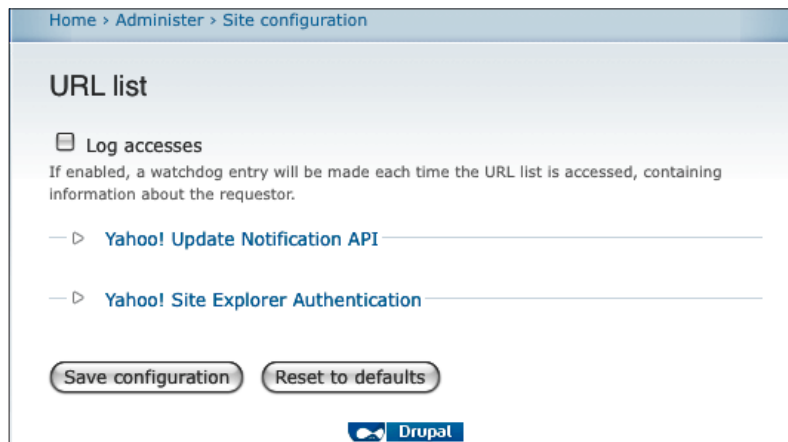 Home › Administer › Site configuration
URL list
Log accesses
If enabled, a watchdog entry will be made each time the URL list is accessed, containing
information about the requestor.
Yahoo! Update Notification API
Yahoo! Site Explorer Authentication
Save configuration Reset to defaults
Drupal